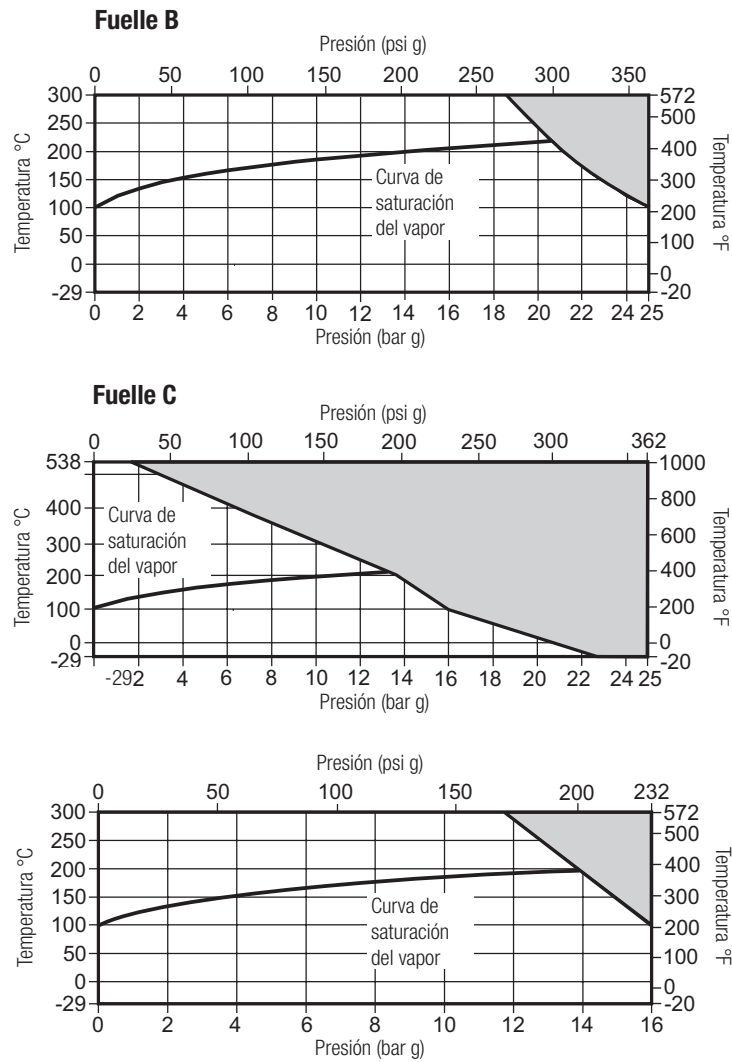 Fuelle B
Presión (psi g)
0 50 100 150 200 250 300 350
300 572
250 500
200 400
150 300
100 200
50 100
0 0
-29 -20
Temperatura °C
Temperatura °F
Curva de
saturación
del vapor
0 2 4 6 8 10 12 14 16 18 20 22 24 25
Presión (bar g)
Fuelle C
Presión (psi g)
0 50 100 150 200 250 300 362
538 1000
800
400
600
300
400
200
100 200
0 0
-29 -20
Temperatura °C
Temperatura °F
Curva de
saturación
del vapor
-292 4 6 8 10 12 14 16 18 20 22 24 25
Presión (bar g)
Presión (psi g)
0 50 100 150 200 232
300 572
250 500
200 400
150 300
100 200
50 100
0 0
-29 -20
Temperatura °C
Temperatura °F
Curva de
saturación
del vapor
0 2 4 6 8 10 12 14 16
Presión (bar g)